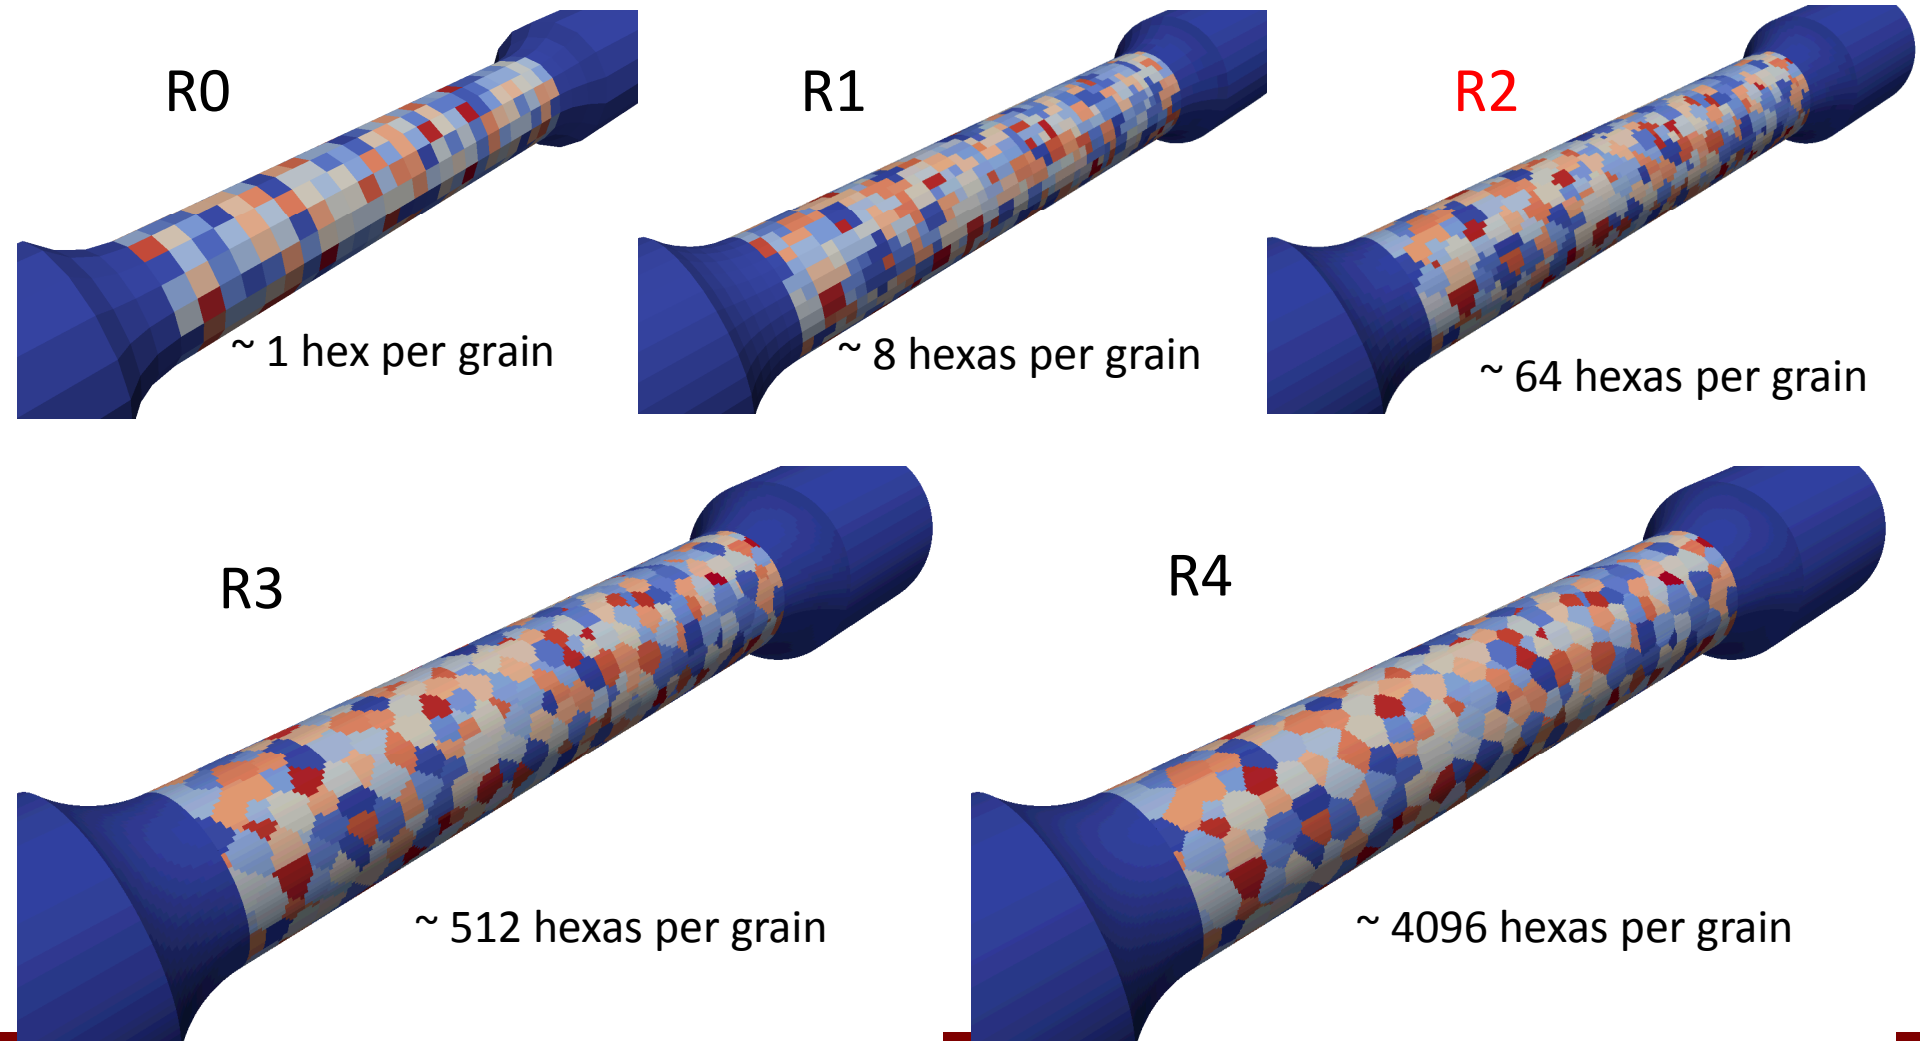 R0
R1
R2
~ 1 hex per grain
~ 8 hexas per grain
~ 64 hexas per grain
R3
R4
~ 512 hexas per grain
~ 4096 hexas per grain